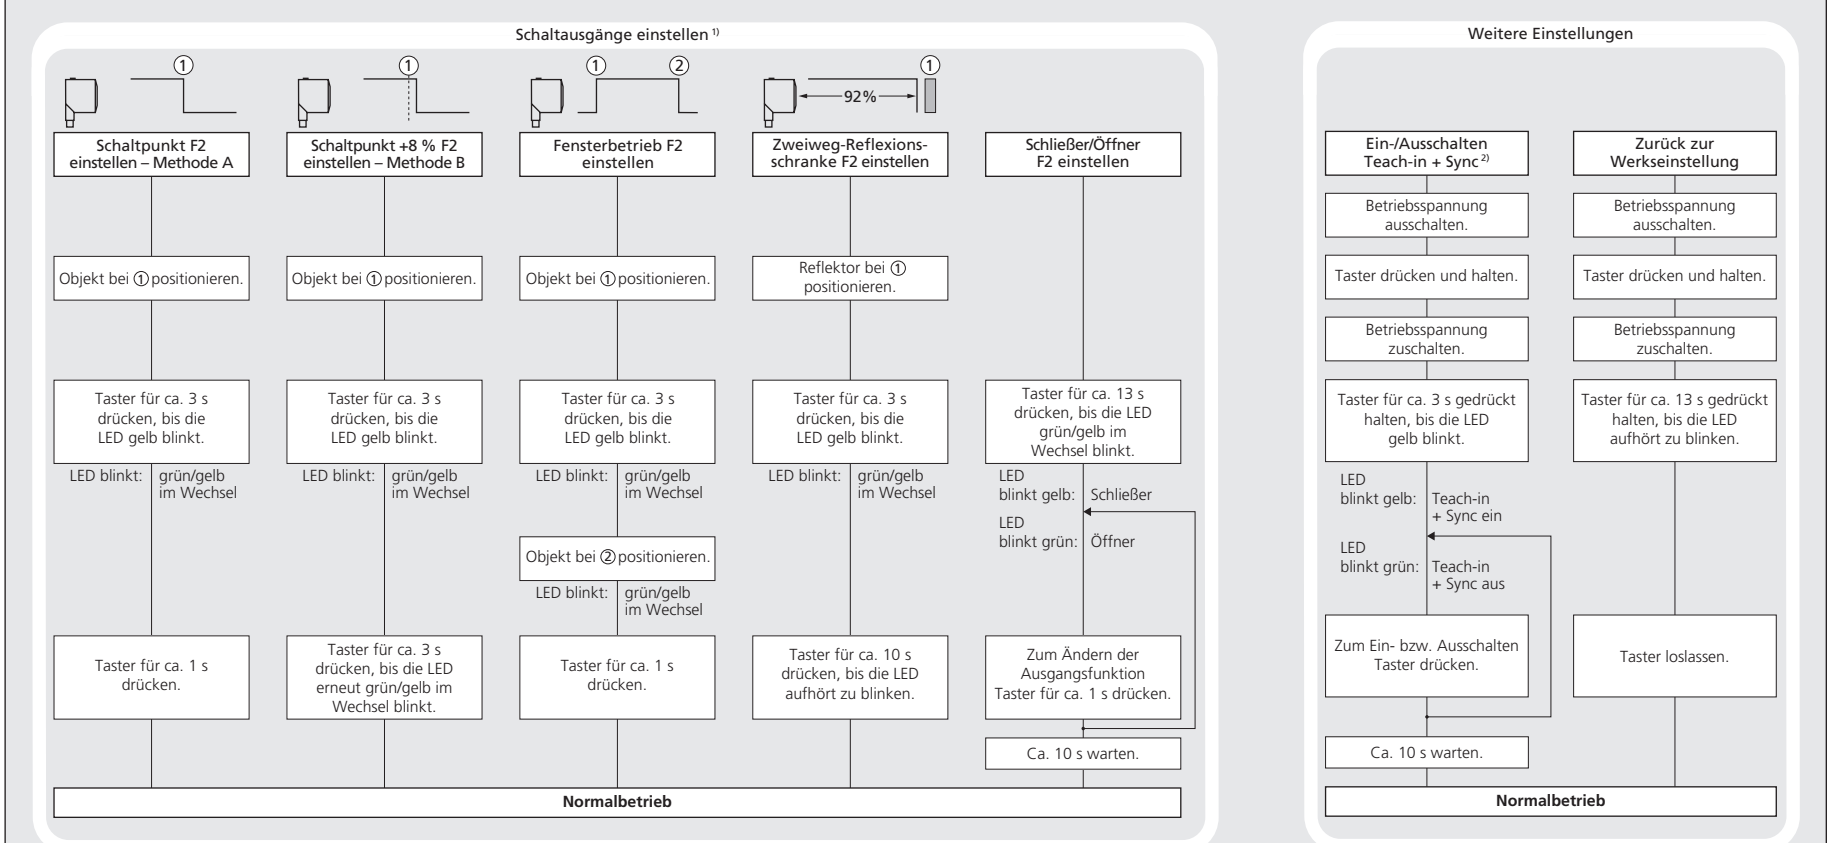 Schaltausgänge einstellen 1)
①
Schaltpunkt F2
einstellen – Methode A
Objekt bei ① positionieren.
Taster für ca. 3 s
drücken, bis die
LED gelb blinkt.
LED blinkt: grün/gelb
im Wechsel
Taster für ca. 1 s
drücken.
①
Schaltpunkt +8 % F2
einstellen – Methode B
Objekt bei ① positionieren.
Taster für ca. 3 s
drücken, bis die
LED gelb blinkt.
LED blinkt: grün/gelb
im Wechsel
Taster für ca. 3 s
drücken, bis die LED
erneut grün/gelb im
Wechsel blinkt.
① ②
Fensterbetrieb F2
einstellen
Objekt bei ① positionieren.
Taster für ca. 3 s
drücken, bis die
LED gelb blinkt.
LED blinkt: grün/gelb
im Wechsel
Objekt bei ② positionieren.
LED blinkt: grün/gelb
im Wechsel
Taster für ca. 1 s
drücken.
①
92%
Zweiweg-Reflexions-
schranke F2 einstellen
Reflektor bei ①
positionieren.
Taster für ca. 3 s
drücken, bis die
LED gelb blinkt.
LED blinkt: grün/gelb
im Wechsel
Taster für ca. 10 s
drücken, bis die LED
aufhört zu blinken.
Schließer/Öffner
F2 einstellen
Taster für ca. 13 s
drücken, bis die LED
grün/gelb im
Wechsel blinkt.
LED
blinkt gelb: Schließer
LED
blinkt grün: Öffner
Zum Ändern der
Ausgangsfunktion
Taster für ca. 1 s drücken.
Ca. 10 s warten.
Normalbetrieb
Weitere Einstellungen
Ein-/Ausschalten
Teach-in + Sync 2)
Betriebsspannung
ausschalten.
Taster drücken und halten.
Betriebsspannung
zuschalten.
Taster für ca. 3 s gedrückt
halten, bis die LED
gelb blinkt.
LED
blinkt gelb: Teach-in
+ Sync ein
LED
blinkt grün: Teach-in
+ Sync aus
Zum Ein- bzw. Ausschalten
Taster drücken.
Ca. 10 s warten.
Zurück zur
Werkseinstellung
Betriebsspannung
ausschalten.
Taster drücken und halten.
Betriebsspannung
zuschalten.
Taster für ca. 13 s gedrückt
halten, bis die LED
aufhört zu blinken.
Taster loslassen.
Normalbetrieb